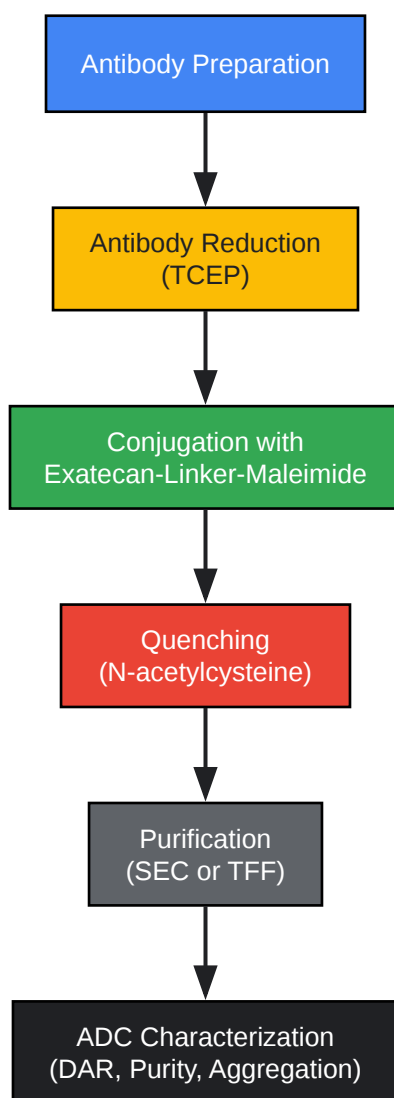 Antibody Preparation
Antibody Reduction
(TCEP)
Conjugation with
Exatecan-Linker-Maleimide
Quenching
(N-acetylcysteine)
Purification
(SEC or TFF)
ADC Characterization
(DAR, Purity, Aggregation)